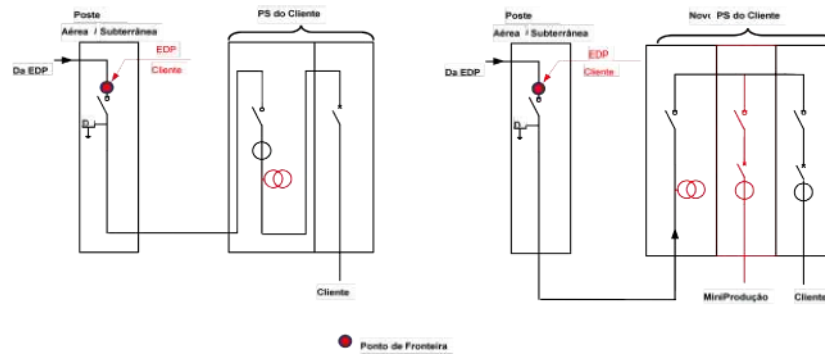 Poste
PS do Cliente
Aérea / Subterrânea
EDP
Cliente
Da EDP
D
Cliente
Poste
Novo PS do Cliente
Aérea / Subterrânea
EDP
Cliente
Da EDP
D
MiniProdução
Cliente
Ponto de Fronteira